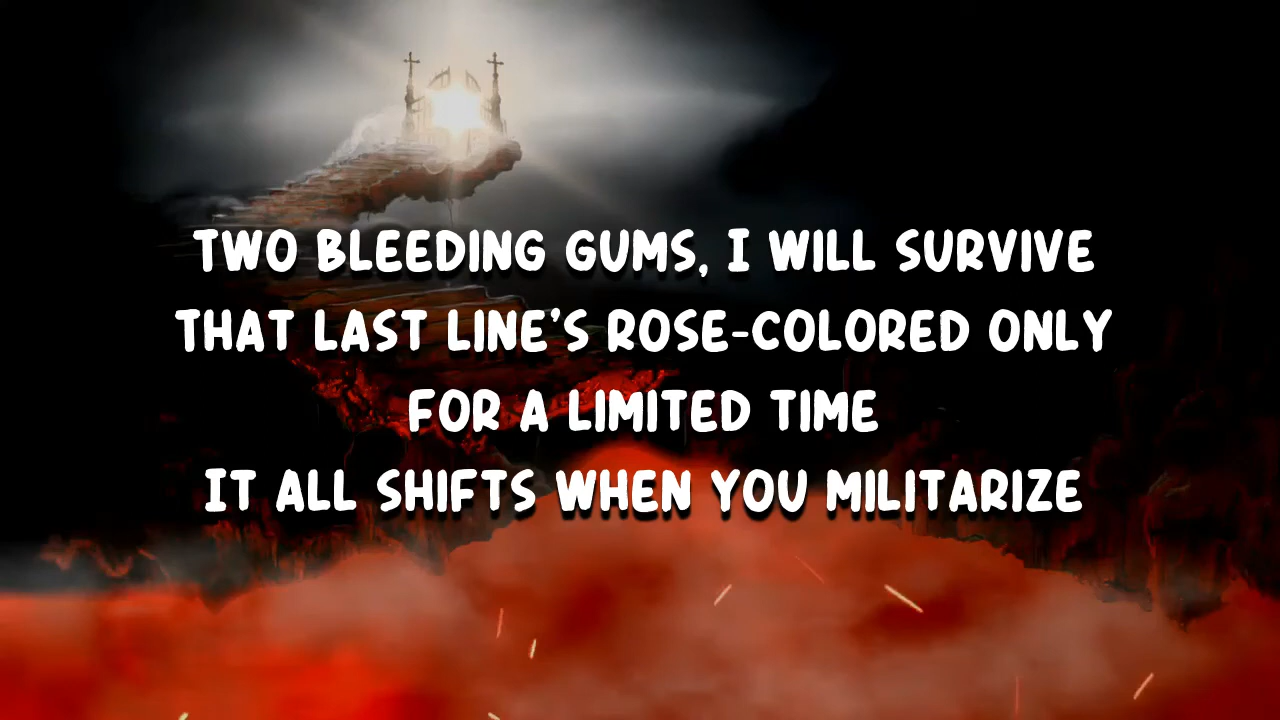 TWO BLEEDING GUMS, I WILL SURVIVE
THAT LAST LINE'S ROSE-COLORED ONLY
FOR A LIMITED TIME
IT ALL SHIFTS WHEN YOU MILITARIZE